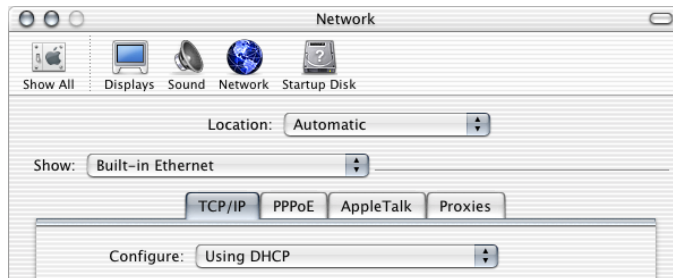 Network
Show All Displays Sound Network Startup Disk
Location: Automatic
Show: Built-in Ethernet
TCP/IP PPPoE AppleTalk Proxies
Configure: Using DHCP